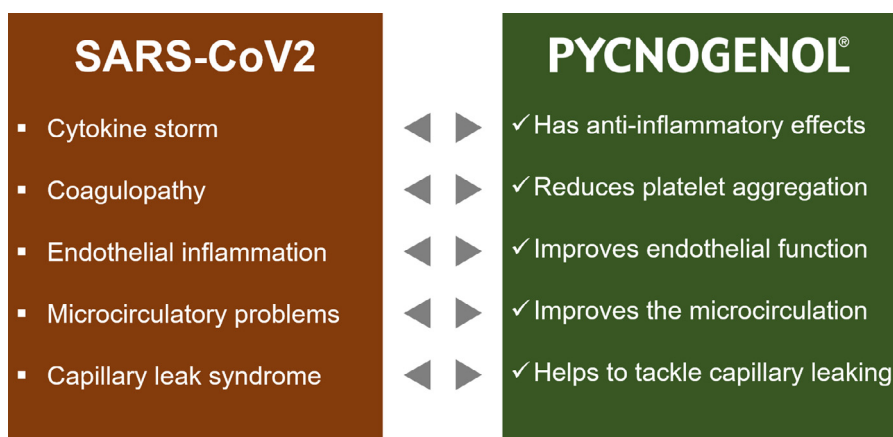 SARS-CoV2
▪ Cytokine storm
▪ Coagulopathy
▪ Endothelial inflammation
▪ Microcirculatory problems
▪ Capillary leak syndrome
PYCNOGENOL®
✓ Has anti-inflammatory effects
✓ Reduces platelet aggregation
✓ Improves endothelial function
✓ Improves the microcirculation
✓ Helps to tackle capillary leaking